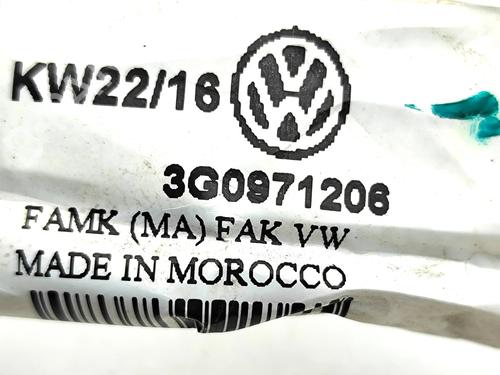 KW22/16
3G0971206
FAMK (MA) FAK VW
MADE IN MOROCCO